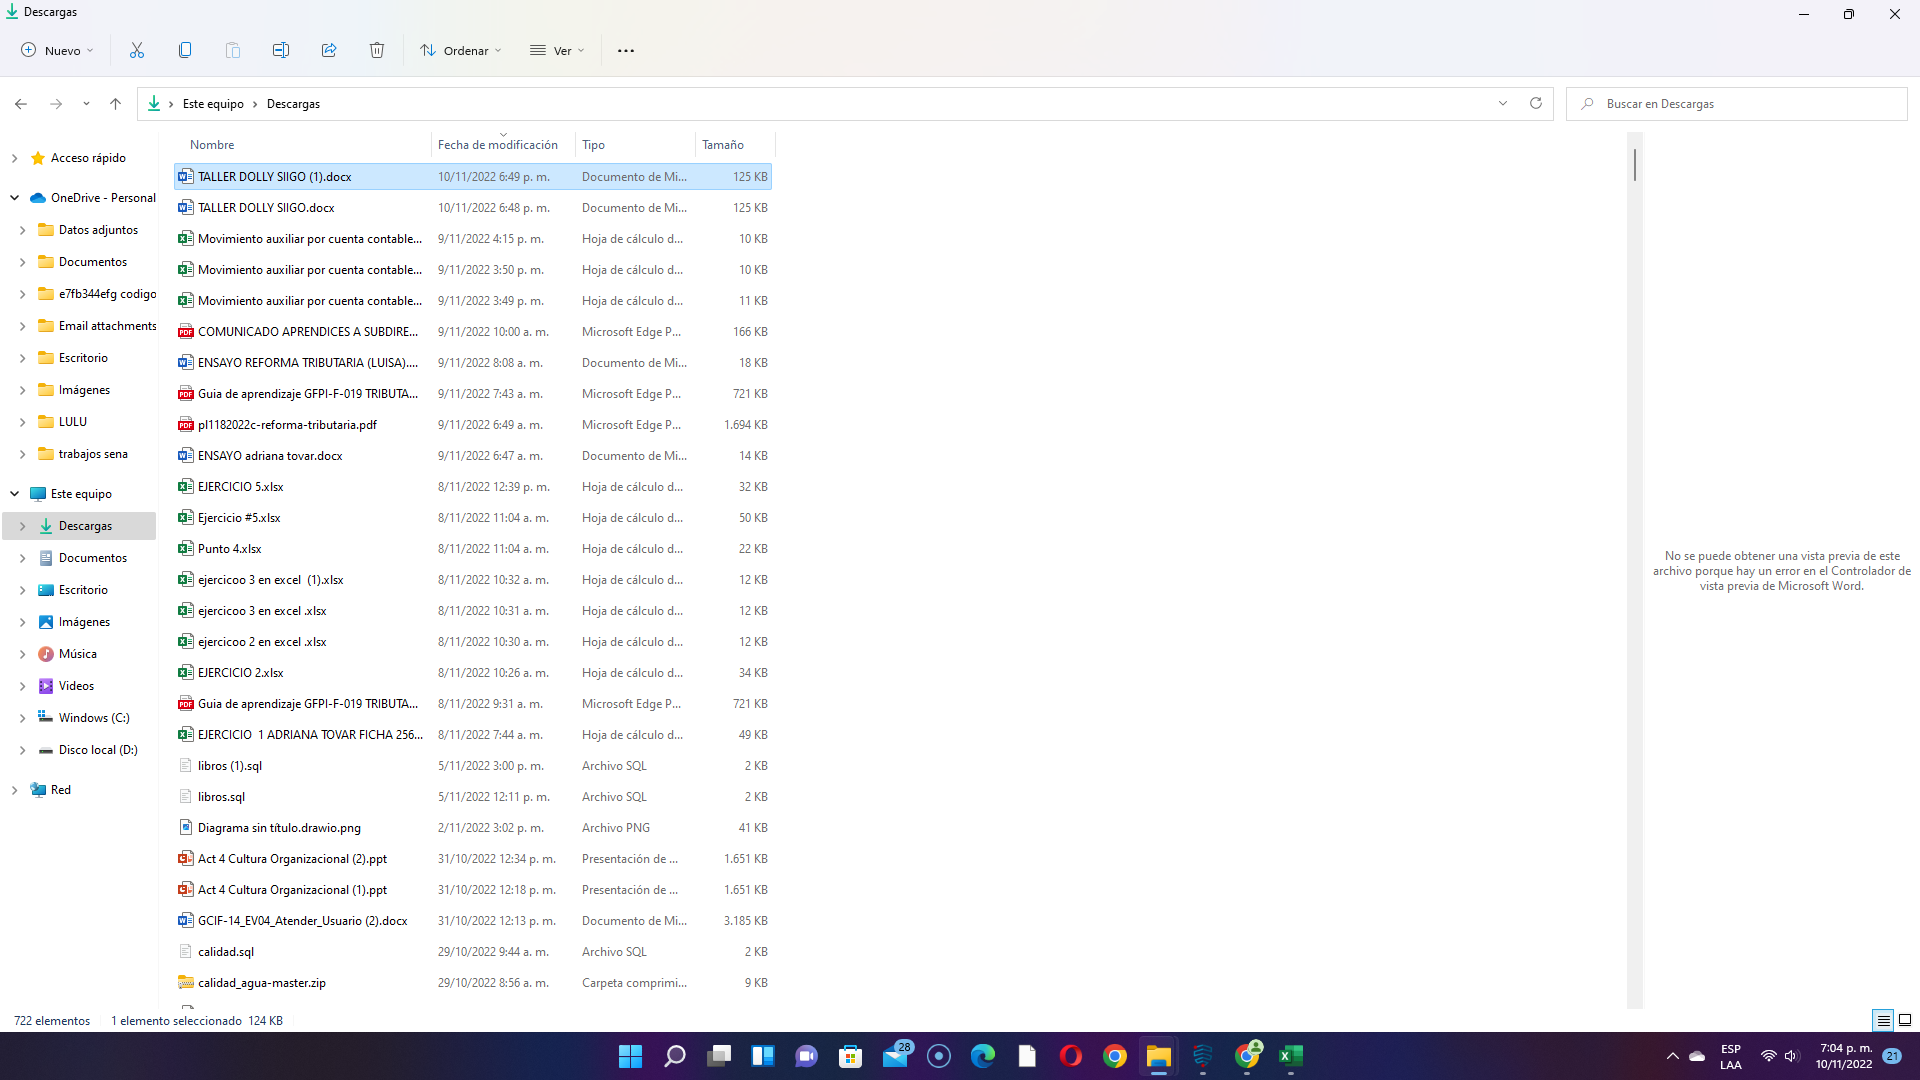 Descargas
Nuevo
Ordenar
Ver
Este equipo
Descargas
Buscar en Descargas
Nombre
Fecha de modificación
Tipo
Tamaño
Acceso rápido
OneDrive - Personal
Datos adjuntos
Documentos
e7fb344efg codigo
Email attachments
Escritorio
Imágenes
LULU
trabajos sena
Este equipo
Descargas
Documentos
Escritorio
Imágenes
Música
Videos
Windows (C:)
Disco local (D:)
Red
TALLER DOLLY SIIGO (1).docx 10/11/2022 6:49 p. m. Documento de Mi... 125 KB
TALLER DOLLY SIIGO.docx 10/11/2022 6:48 p. m. Documento de Mi... 125 KB
Movimiento auxiliar por cuenta contable... 9/11/2022 4:15 p. m. Hoja de cálculo d... 10 KB
Movimiento auxiliar por cuenta contable... 9/11/2022 3:50 p. m. Hoja de cálculo d... 10 KB
Movimiento auxiliar por cuenta contable... 9/11/2022 3:49 p. m. Hoja de cálculo d... 11 KB
COMUNICADO APRENDICES A SUBDIRE... 9/11/2022 10:00 a. m. Microsoft Edge P... 166 KB
ENSAYO REFORMA TRIBUTARIA (LUISA).... 9/11/2022 8:08 a. m. Documento de Mi... 18 KB
Guia de aprendizaje GFPI-F-019 TRIBUTA... 9/11/2022 7:43 a. m. Microsoft Edge P... 721 KB
pl1182022c-reforma-tributaria.pdf 9/11/2022 6:49 a. m. Microsoft Edge P... 1.694 KB
ENSAYO adriana tovar.docx 9/11/2022 6:47 a. m. Documento de Mi... 14 KB
EJERCICIO 5.xlsx 8/11/2022 12:39 p. m. Hoja de cálculo d... 32 KB
Ejercicio #5.xlsx 8/11/2022 11:04 a. m. Hoja de cálculo d... 50 KB
Punto 4.xlsx 8/11/2022 11:04 a. m. Hoja de cálculo d... 22 KB
ejercicoo 3 en excel  (1).xlsx 8/11/2022 10:32 a. m. Hoja de cálculo d... 12 KB
ejercicoo 3 en excel .xlsx 8/11/2022 10:31 a. m. Hoja de cálculo d... 12 KB
ejercicoo 2 en excel .xlsx 8/11/2022 10:30 a. m. Hoja de cálculo d... 12 KB
EJERCICIO 2.xlsx 8/11/2022 10:26 a. m. Hoja de cálculo d... 34 KB
Guia de aprendizaje GFPI-F-019 TRIBUTA... 8/11/2022 9:31 a. m. Microsoft Edge P... 721 KB
EJERCICIO  1 ADRIANA TOVAR FICHA 256... 8/11/2022 7:44 a. m. Hoja de cálculo d... 49 KB
libros (1).sql 5/11/2022 3:00 p. m. Archivo SQL 2 KB
libros.sql 5/11/2022 12:11 p. m. Archivo SQL 2 KB
Diagrama sin título.drawio.png 2/11/2022 3:02 p. m. Archivo PNG 41 KB
Act 4 Cultura Organizacional (2).ppt 31/10/2022 12:34 p. m. Presentación de ... 1.651 KB
Act 4 Cultura Organizacional (1).ppt 31/10/2022 12:18 p. m. Presentación de ... 1.651 KB
GCIF-14_EV04_Atender_Usuario (2).docx 31/10/2022 12:13 p. m. Documento de Mi... 3.185 KB
calidad.sql 29/10/2022 9:44 a. m. Archivo SQL 2 KB
calidad_agua-master.zip 29/10/2022 8:56 a. m. Carpeta comprimi... 9 KB
No se puede obtener una vista previa de este
archivo porque hay un error en el Controlador de
vista previa de Microsoft Word.
722 elementos
1 elemento seleccionado 124 KB
28
ESP
LAA
7:04 p. m.
10/11/2022
21